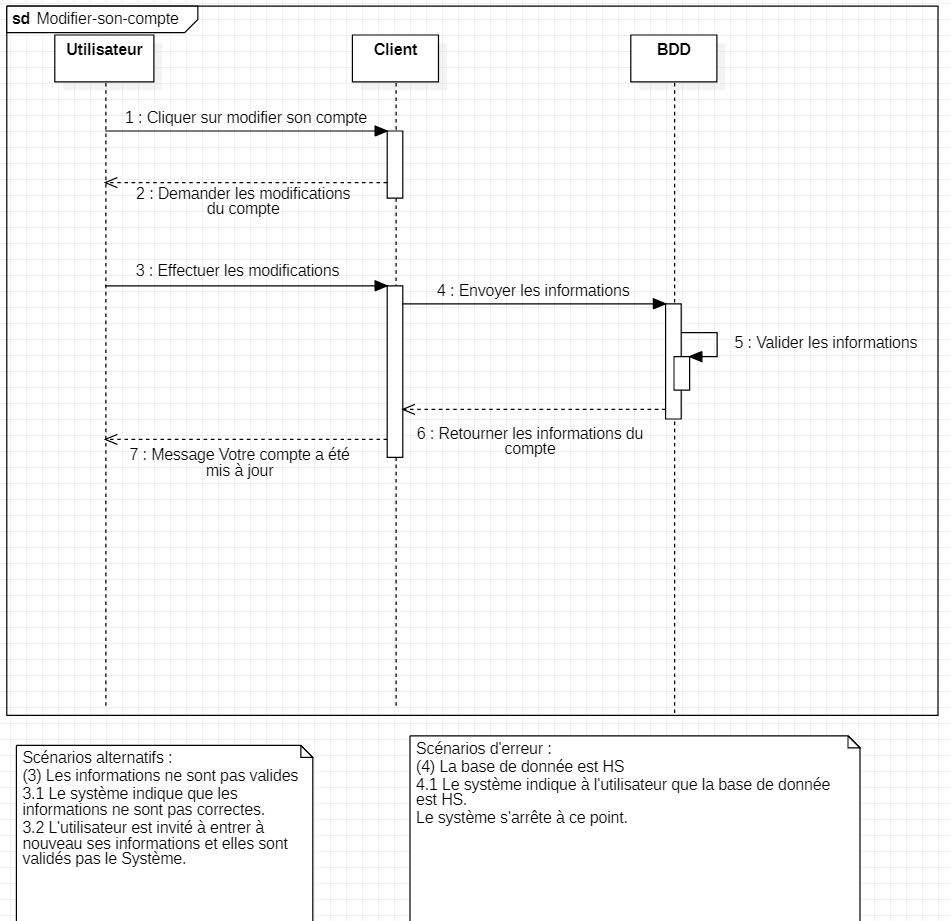 sd Modifier-son-compte
Utilisateur
Client
BDD
1 : Cliquer sur modifier son compte
2 : Demander les modifications
du compte
3 : Effectuer les modifications
4 : Envoyer les informations
5 : Valider les informations
6 : Retourner les informations du
compte
7 : Message Votre compte a été
mis à jour
Scénarios alternatifs :
(3) Les informations ne sont pas valides
3.1 Le système indique que les
informations ne sont pas correctes.
3.2 L'utilisateur est invité à entrer à
nouveau ses informations et elles sont
validés pas le Système.
Scénarios d'erreur :
(4) La base de donnée est HS
4.1 Le système indique à l'utilisateur que la base de donnée
est HS.
Le système s'arrête à ce point.